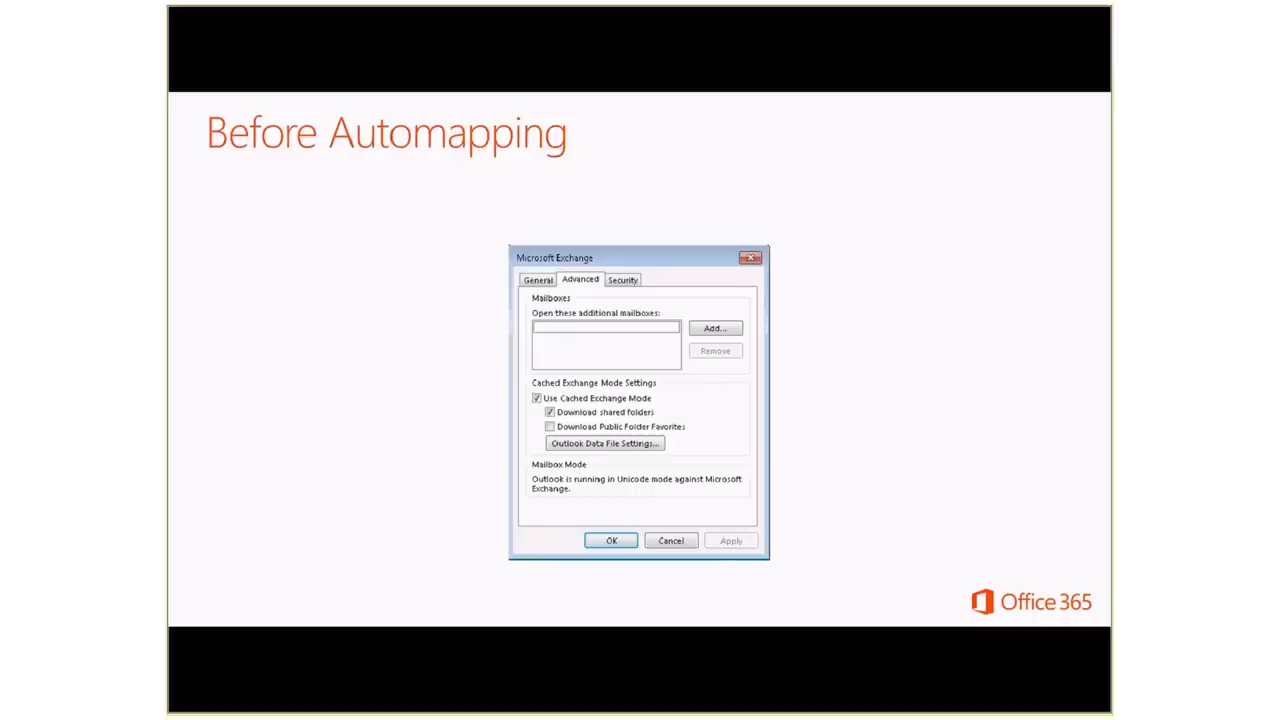 Before Automapping
Microsoft Exchange
General Advanced Security
Mailboxes
Open these additional mailboxes:
Add...
Remove
Cached Exchange Mode Settings
Use Cached Exchange Mode
Download shared folders
Download Public Folder Favorites
Outlook Data File Settings...
Mailbox Mode
Outlook is running in Unicode mode against Microsoft
Exchange.
OK Cancel Apply
Office 365